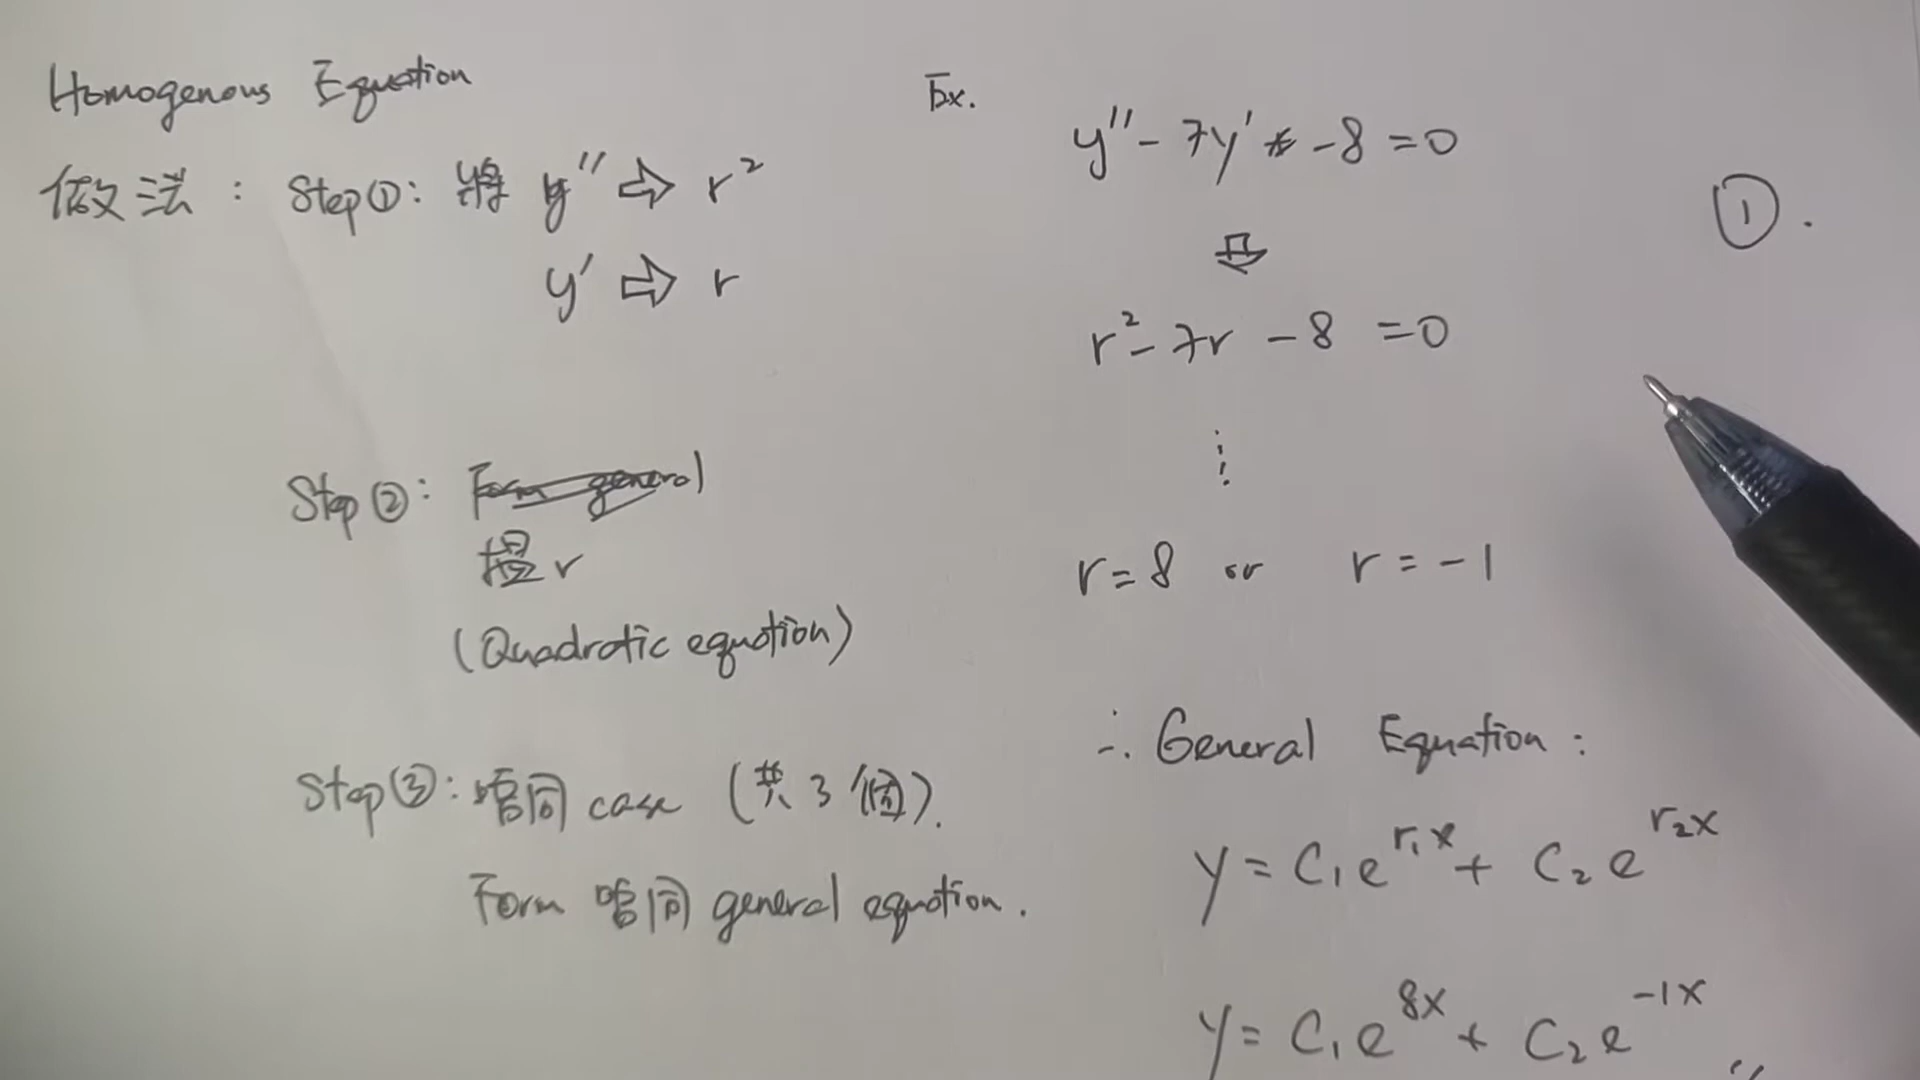 Homogenous Equation
做法 : Step①: 將 y'' ⇨ r²
y' ⇨ r
Step②:
搵 r
(Quadratic equation)
Step③: 唔同 case (共 3 個).
Form 唔同 general equation.
Ex.
y'' - 7y' -8 = 0
⇩
r² - 7r - 8 = 0
⋮
r = 8 or r = -1
∴ General Equation :
y = C₁e^{r₁x} + C₂e^{r₂x}
y = C₁e^{8x} + C₂e^{-1x}
①.